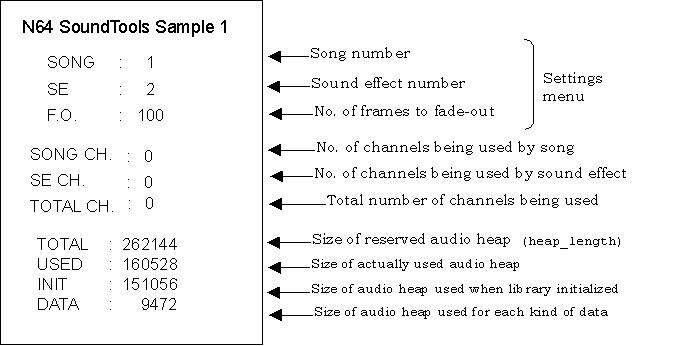 N64 SoundTools Sample 1
SONG : 1 Song number
SE : 2 Sound effect number
F.O. : 100 No. of frames to fade-out
Settings menu
SONG CH. : 0 No. of channels being used by song
SE CH. : 0 No. of channels being used by sound effect
TOTAL CH. : 0 Total number of channels being used
TOTAL : 262144 Size of reserved audio heap (heap_length)
USED : 160528 Size of actually used audio heap
INIT : 151056 Size of audio heap used when library initialized
DATA : 9472 Size of audio heap used for each kind of data